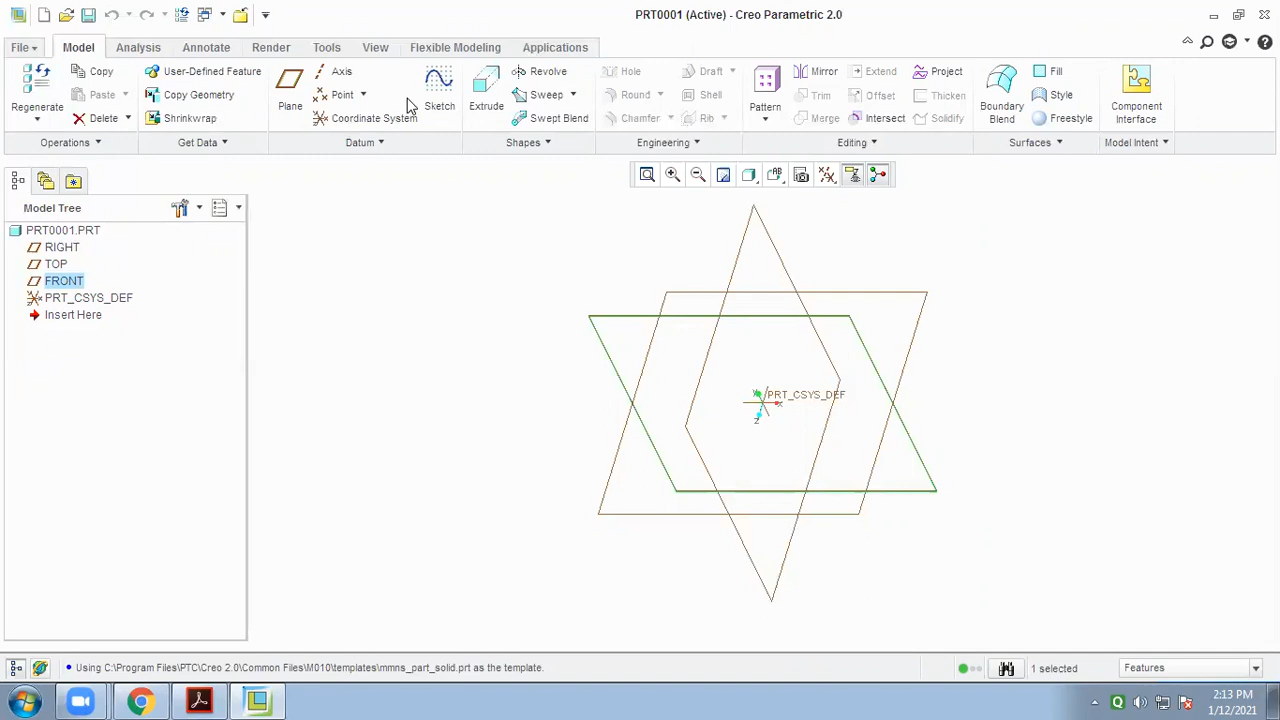 PRT0001 (Active) - Creo Parametric 2.0
File Model Analysis Annotate Render Tools View Flexible Modeling Applications
Regenerate Copy Paste Delete
User-Defined Feature Copy Geometry Shrinkwrap
Plane Axis Point Coordinate System Sketch
Extrude Revolve Sweep Swept Blend
Hole Round Chamfer Draft Shell Rib
Pattern Mirror Trim Merge Extend Offset Intersect Project Thicken Solidify
Boundary Blend Fill Style Freestyle
Component Interface
Operations Get Data Datum Shapes Engineering Editing Surfaces Model Intent
Model Tree
PRT0001.PRT
RIGHT
TOP
FRONT
PRT_CSYS_DEF
Insert Here
PRT_CSYS_DEF
Y
X
Z
Using C:\Program Files\PTC\Creo 2.0\Common Files\M010\templates\mmns_part_solid.prt as the template.
1 selected
Features
2:13 PM
1/12/2021